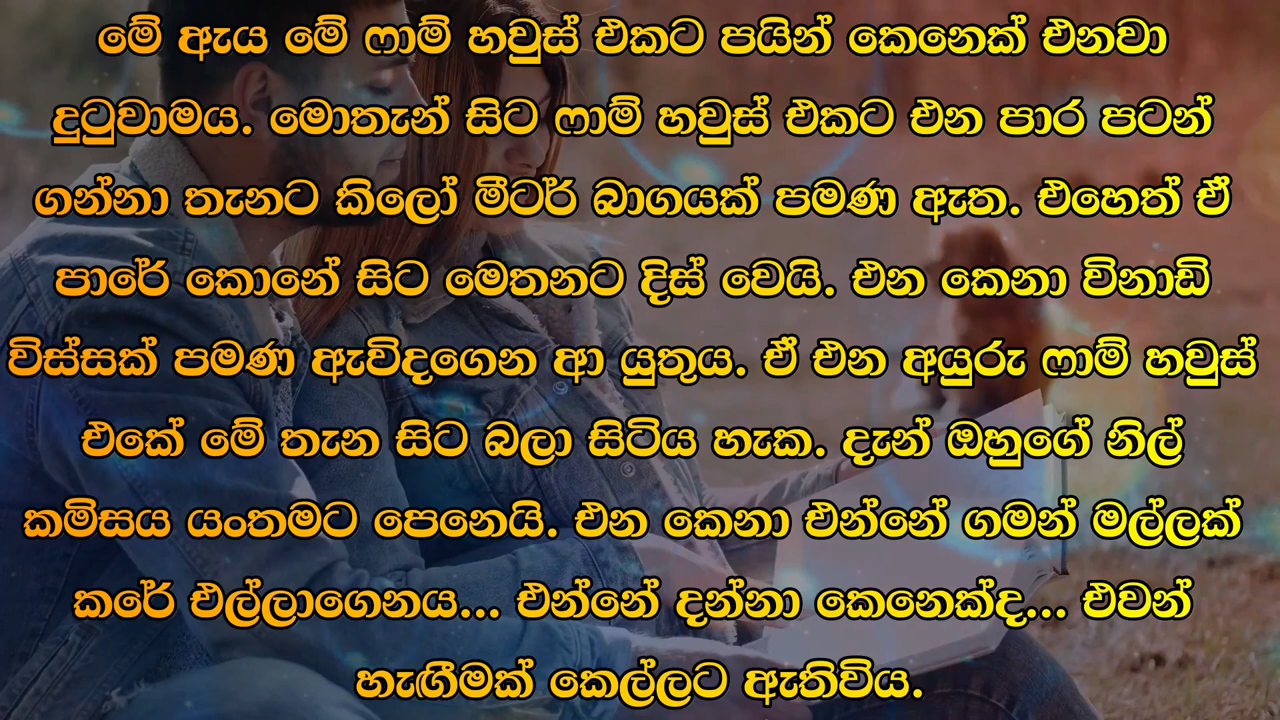 මේ ඇය මේ ෆාම් හවුස් එකට පයින් කෙනෙක් එනවා
දුටුවාමය. මොතැන් සිට ෆාම් හවුස් එකට එන පාර පටන්
ගන්නා තැනට කිලෝ මීටර් බාගයක් පමණ ඇත. එහෙත් ඒ
පාරේ කොනේ සිට මෙතනට දිස් වෙයි. එන කෙනා විනාඩි
විස්සක් පමණ ඇවිදගෙන ආ යුතුය. ඒ එන අයුරු ෆාම් හවුස්
එකේ මේ තැන සිට බලා සිටිය හැක. දැන් ඔහුගේ නිල්
කමිසය යංතමට පෙනෙයි. එන කෙනා එන්නේ ගමන් මල්ලක්
කරේ එල්ලාගෙනය... එන්නේ දන්නා කෙනෙක්ද... එවන්
හැඟීමක් කෙල්ලට ඇතිවිය.